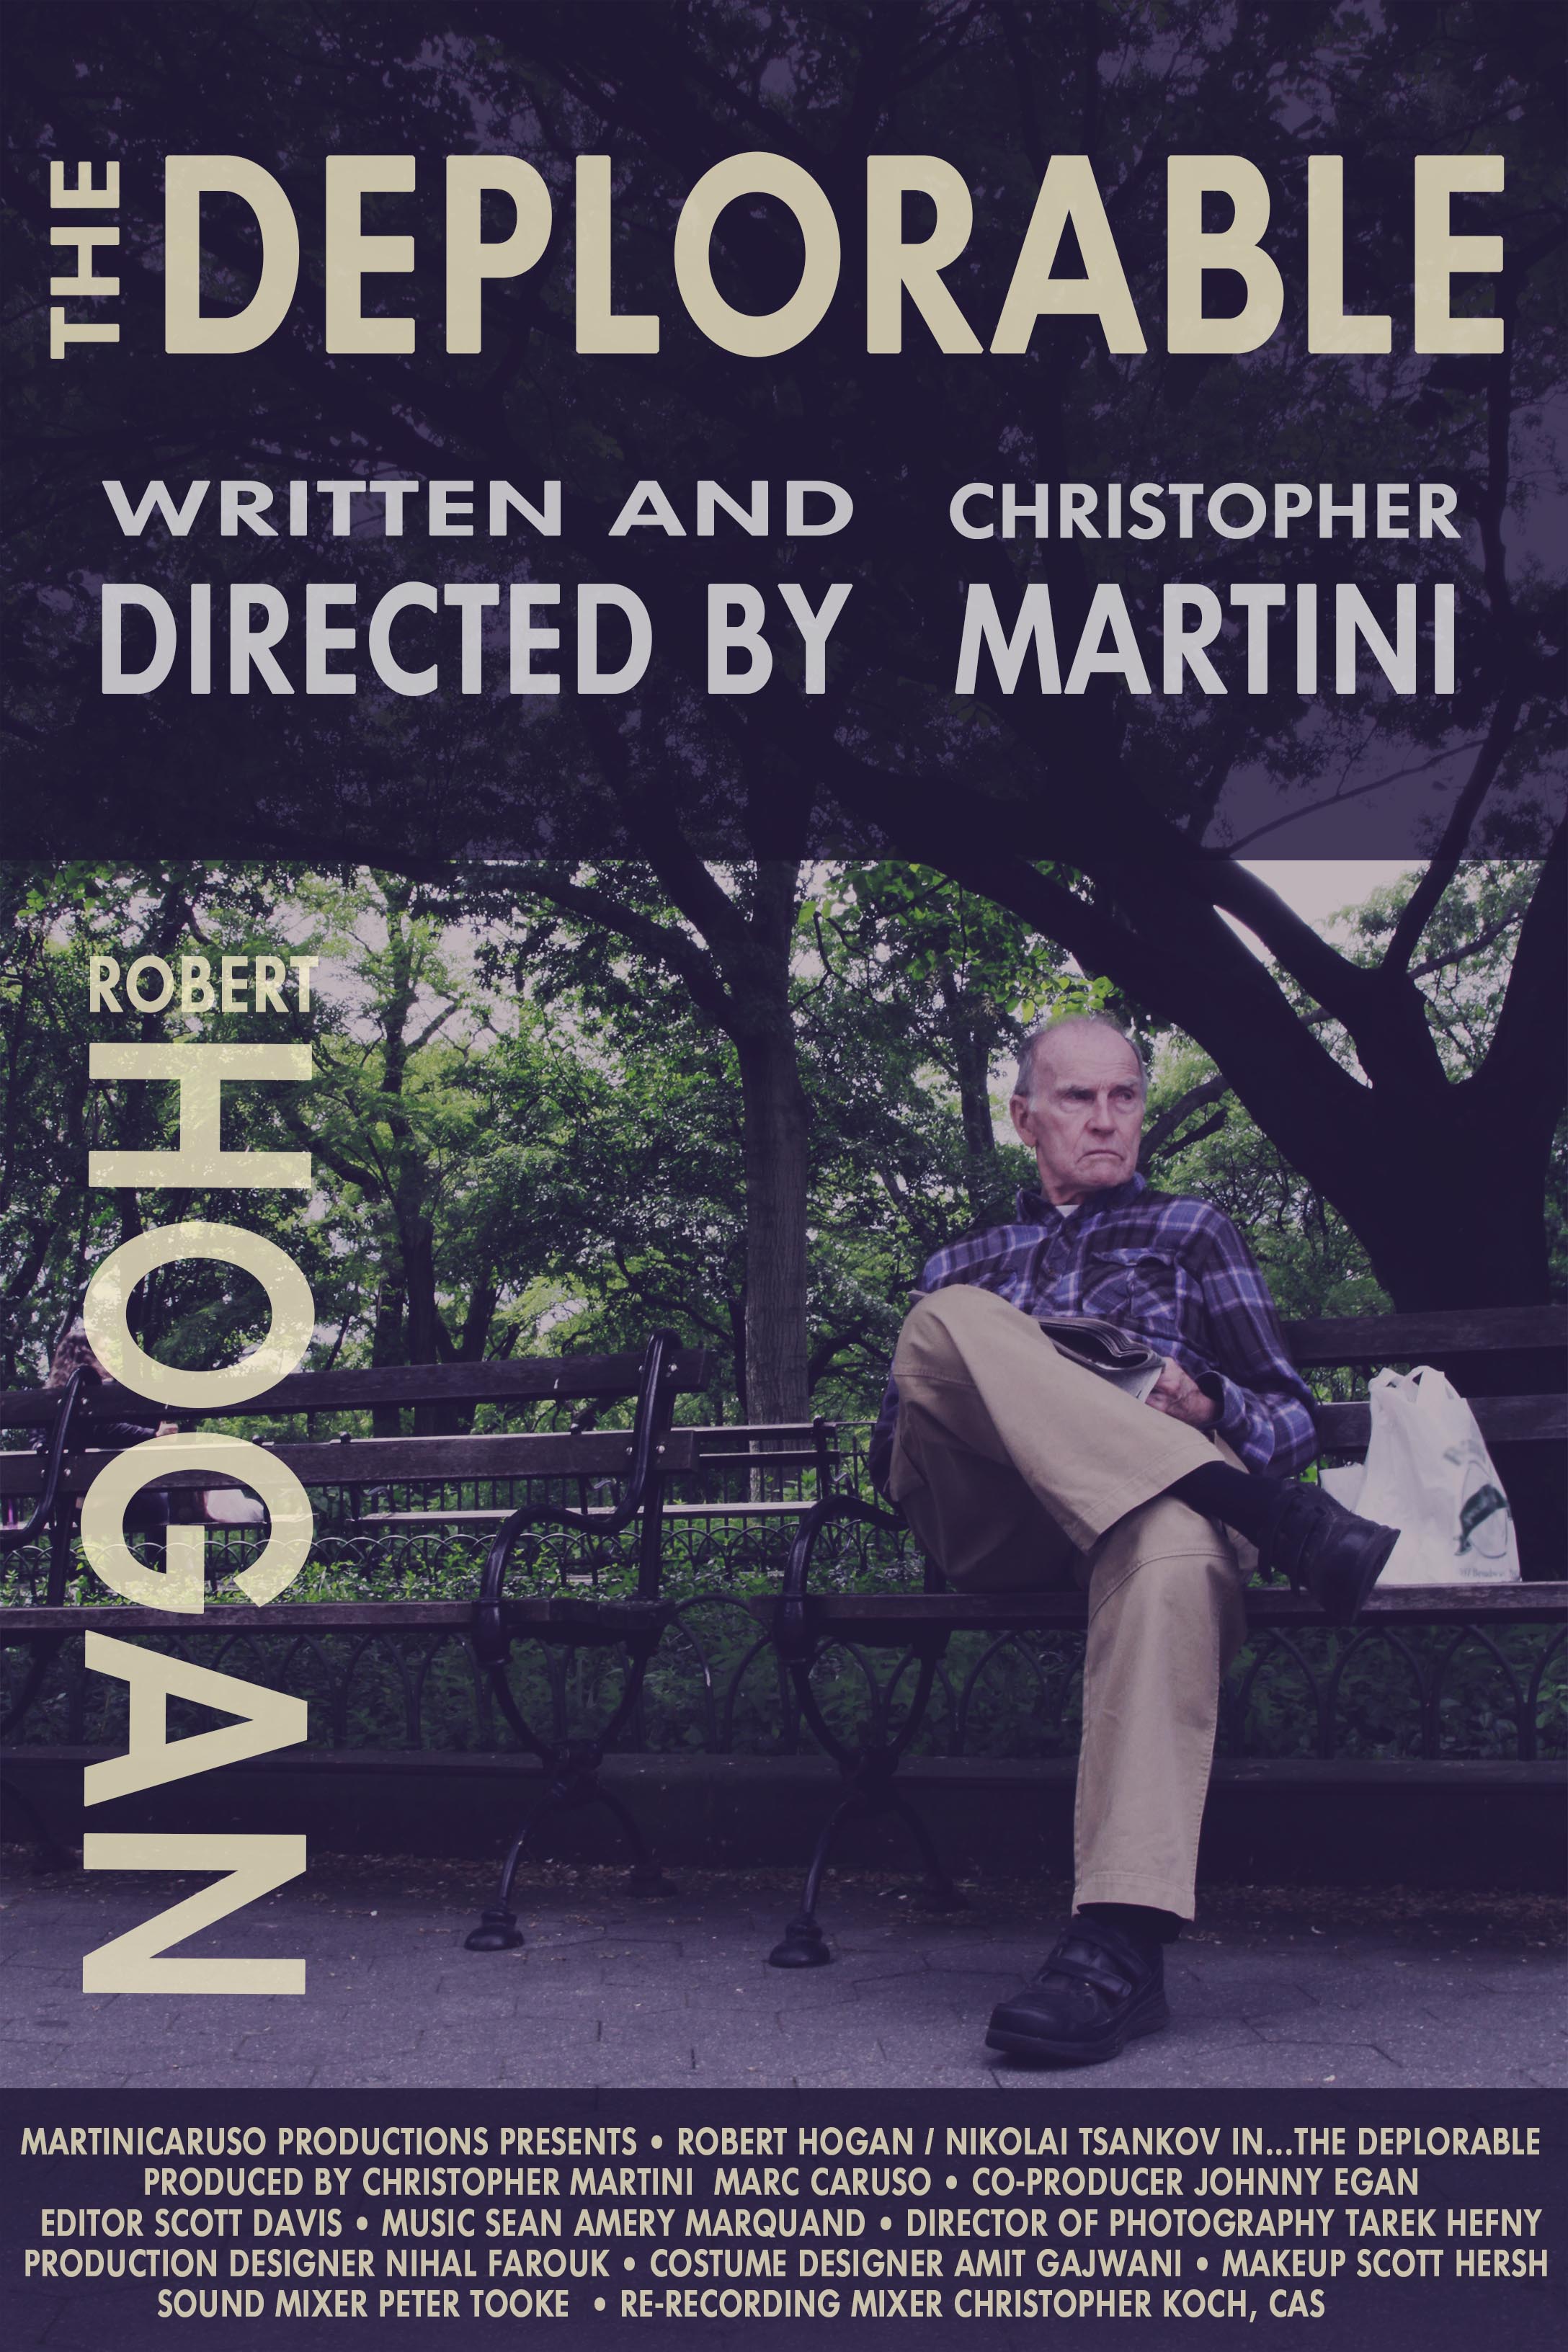 THE DEPLORABLE
WRITTEN AND CHRISTOPHER
DIRECTED BY MARTINI
ROBERT
HOGAN
MARTINICARUSO PRODUCTIONS PRESENTS • ROBERT HOGAN / NIKOLAI TSANKOV IN...THE DEPLORABLE
PRODUCED BY CHRISTOPHER MARTINI MARC CARUSO • CO-PRODUCER JOHNNY EGAN
EDITOR SCOTT DAVIS • MUSIC SEAN AMERY MARQUAND • DIRECTOR OF PHOTOGRAPHY TAREK HEFNY
PRODUCTION DESIGNER NIHAL FAROUK • COSTUME DESIGNER AMIT GAJWANI • MAKEUP SCOTT HERSH
SOUND MIXER PETER TOOKE • RE-RECORDING MIXER CHRISTOPHER KOCH, CAS